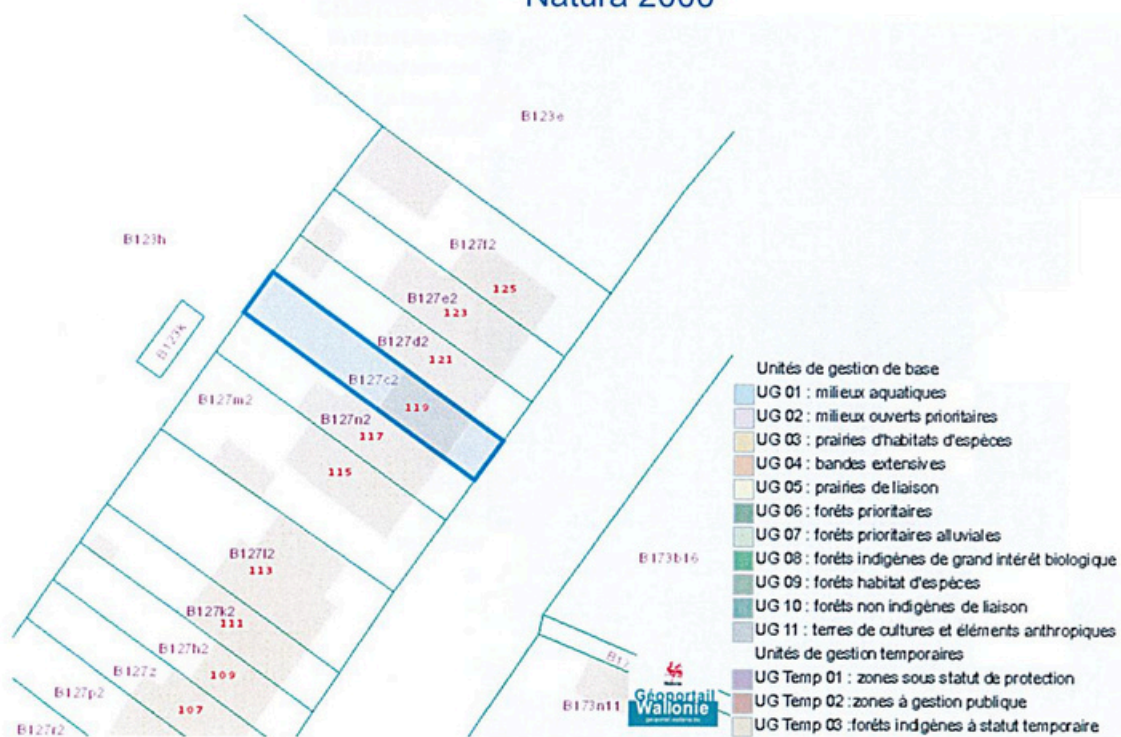 Natura 2000
B123e
B123h
B127f2
125
B127e2
123
B127d2
121
B123k
B127c2
119
B127m2
B127n2
117
115
B127l2
113
B127k2
111
B127h2
109
B127z
B127p2
107
B127r2
B173b16
B173n11
Géoportail
Wallonie
Unités de gestion de base
UG 01 : milieux aquatiques
UG 02 : milieux ouverts prioritaires
UG 03 : prairies d'habitats d'espèces
UG 04 : bandes extensives
UG 05 : prairies de liaison
UG 06 : forêts prioritaires
UG 07 : forêts prioritaires alluviales
UG 08 : forêts indigènes de grand intérêt biologique
UG 09 : forêts habitat d'espèces
UG 10 : forêts non indigènes de liaison
UG 11 : terres de cultures et éléments anthropiques
Unités de gestion temporaires
UG Temp 01 : zones sous statut de protection
UG Temp 02 :zones à gestion publique
UG Temp 03 :forêts indigènes à statut temporaire